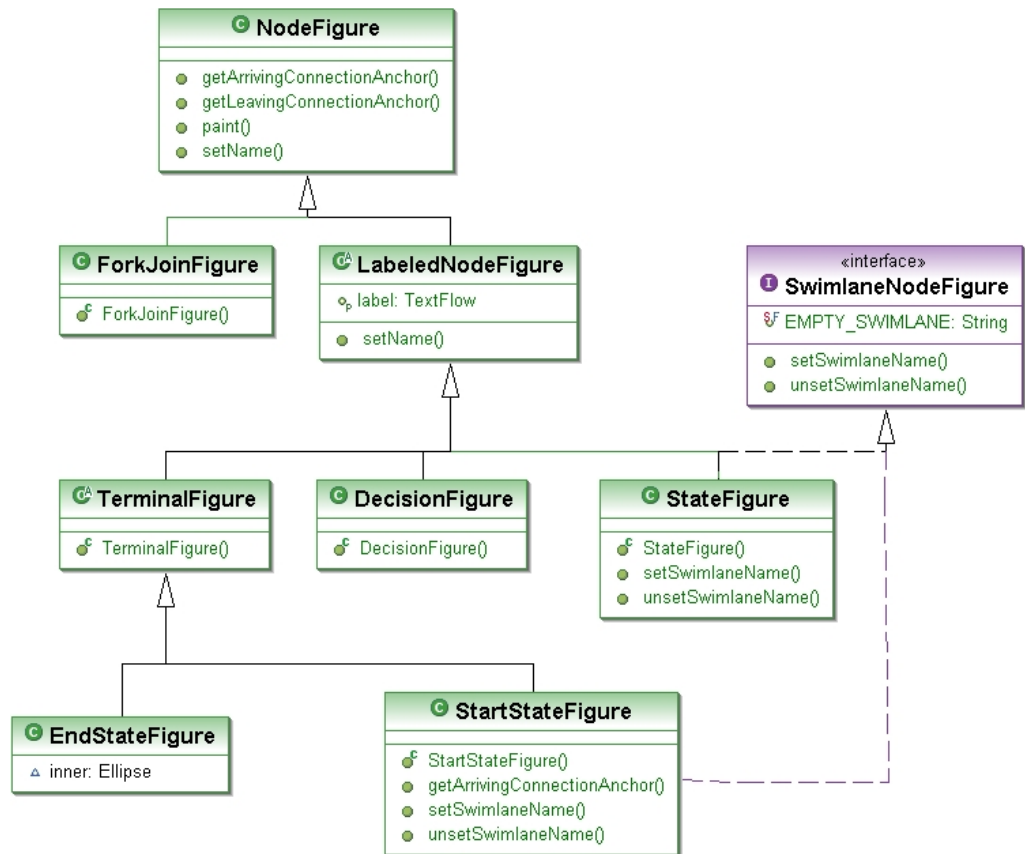 NodeFigure
getArrivingConnectionAnchor()
getLeavingConnectionAnchor()
paint()
setName()
ForkJoinFigure
ForkJoinFigure()
LabeledNodeFigure
label: TextFlow
setName()
«interface»
SwimlaneNodeFigure
EMPTY_SWIMLANE: String
setSwimlaneName()
unsetSwimlaneName()
TerminalFigure
TerminalFigure()
DecisionFigure
DecisionFigure()
StateFigure
StateFigure()
setSwimlaneName()
unsetSwimlaneName()
EndStateFigure
inner: Ellipse
StartStateFigure
StartStateFigure()
getArrivingConnectionAnchor()
setSwimlaneName()
unsetSwimlaneName()